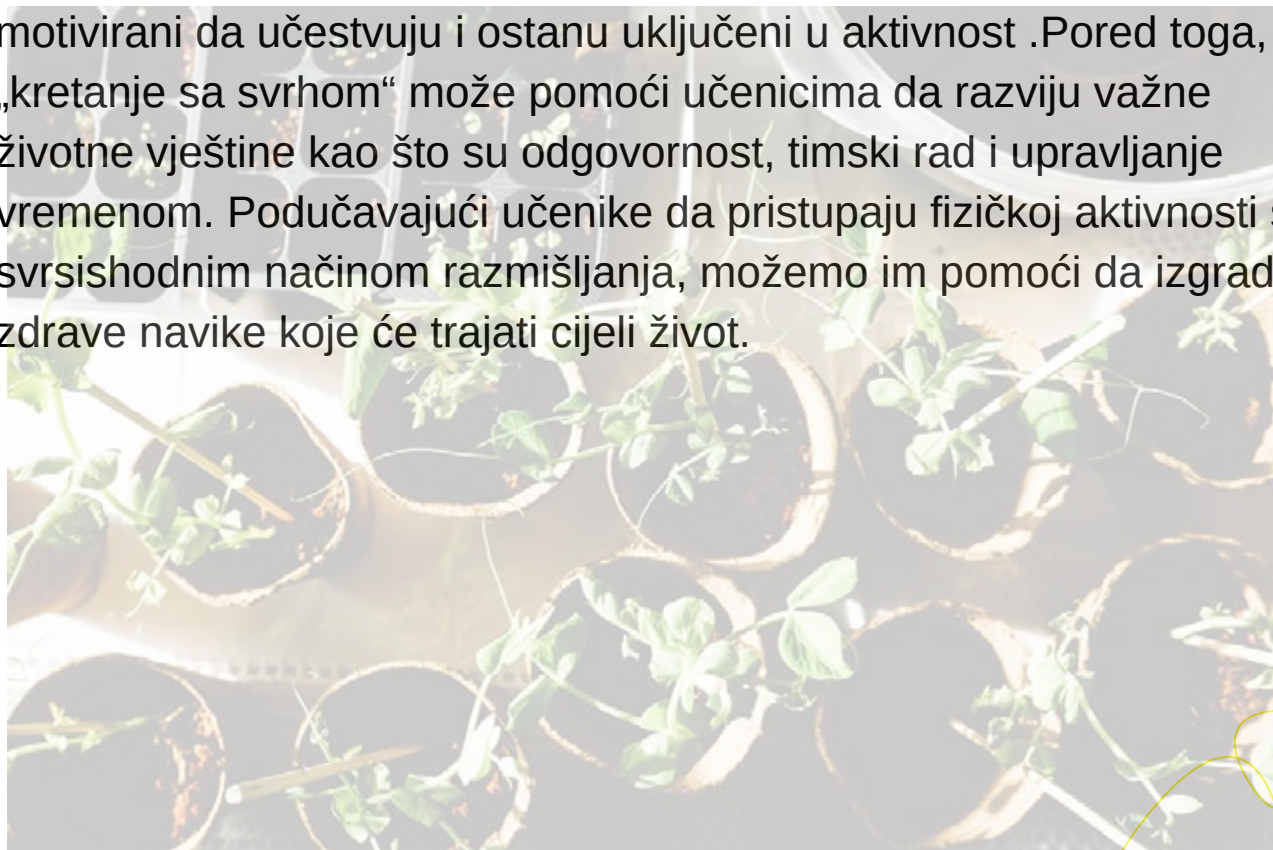 motivirani da učestvuju i ostanu uključeni u aktivnost .Pored toga,
„kretanje sa svrhom“ može pomoći učenicima da razviju važne
životne vještine kao što su odgovornost, timski rad i upravljanje
vremenom. Podučavajući učenike da pristupaju fizičkoj aktivnosti s
svrsishodnim načinom razmišljanja, možemo im pomoći da izgrad
zdrave navike koje će trajati cijeli život.